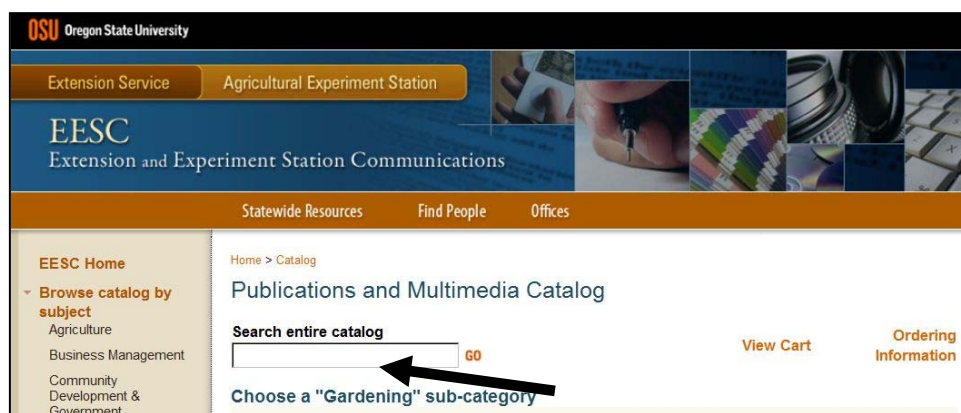 OSU Oregon State University
Extension Service
Agricultural Experiment Station
EESC
Extension and Experiment Station Communications
Statewide Resources
Find People
Offices
EESC Home
Browse catalog by
subject
Agriculture
Business Management
Community
Development &
Government
Home > Catalog
Publications and Multimedia Catalog
Search entire catalog
GO
View Cart
Ordering
Information
Choose a "Gardening" sub-category